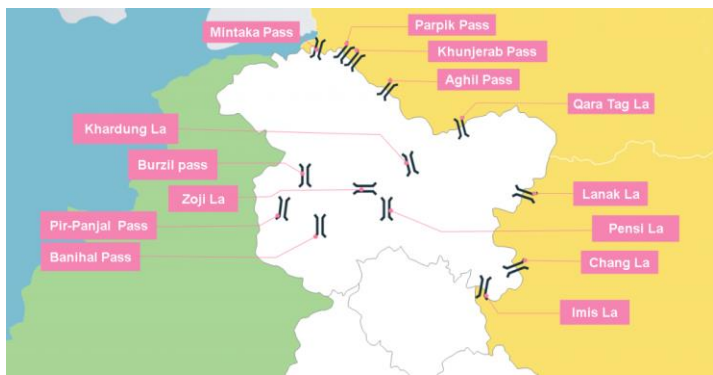 Mintaka Pass
Parpik Pass
Khunjerab Pass
Aghil Pass
Qara Tag La
Khardung La
Burzil pass
Zoji La
Lanak La
Pir-Panjal Pass
Pensi La
Banihal Pass
Chang La
Imis La